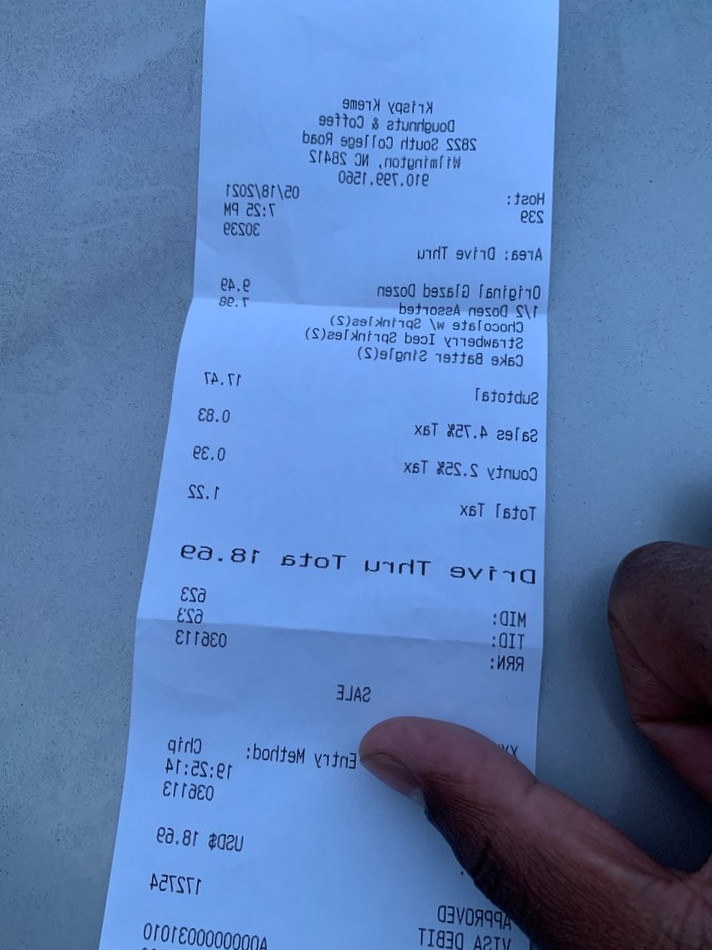 Krispy Kreme
Doughnuts & Coffee
2822 South College Road
Wilmington, NC 28412
910.799.1560
Host: 05/18/2021
239 7:25 PM
30239
Area: Drive Thru
Original Glazed Dozen 9.49
1/2 Dozen Assorted 7.98
Chocolate w/ Sprinkles(2)
Strawberry Iced Sprinkles(2)
Cake Batter Single(2)
Subtotal 17.47
Sales 4.75% Tax 0.83
County 2.25% Tax 0.39
Total Tax 1.22
Drive Thru Tota 18.69
MID: 623
TID: 623
RRN: 036113
SALE
Entry Method: Chip
19:25:14
036113
USD$ 18.69
172754
APPROVED
VISA DEBIT A0000000031010